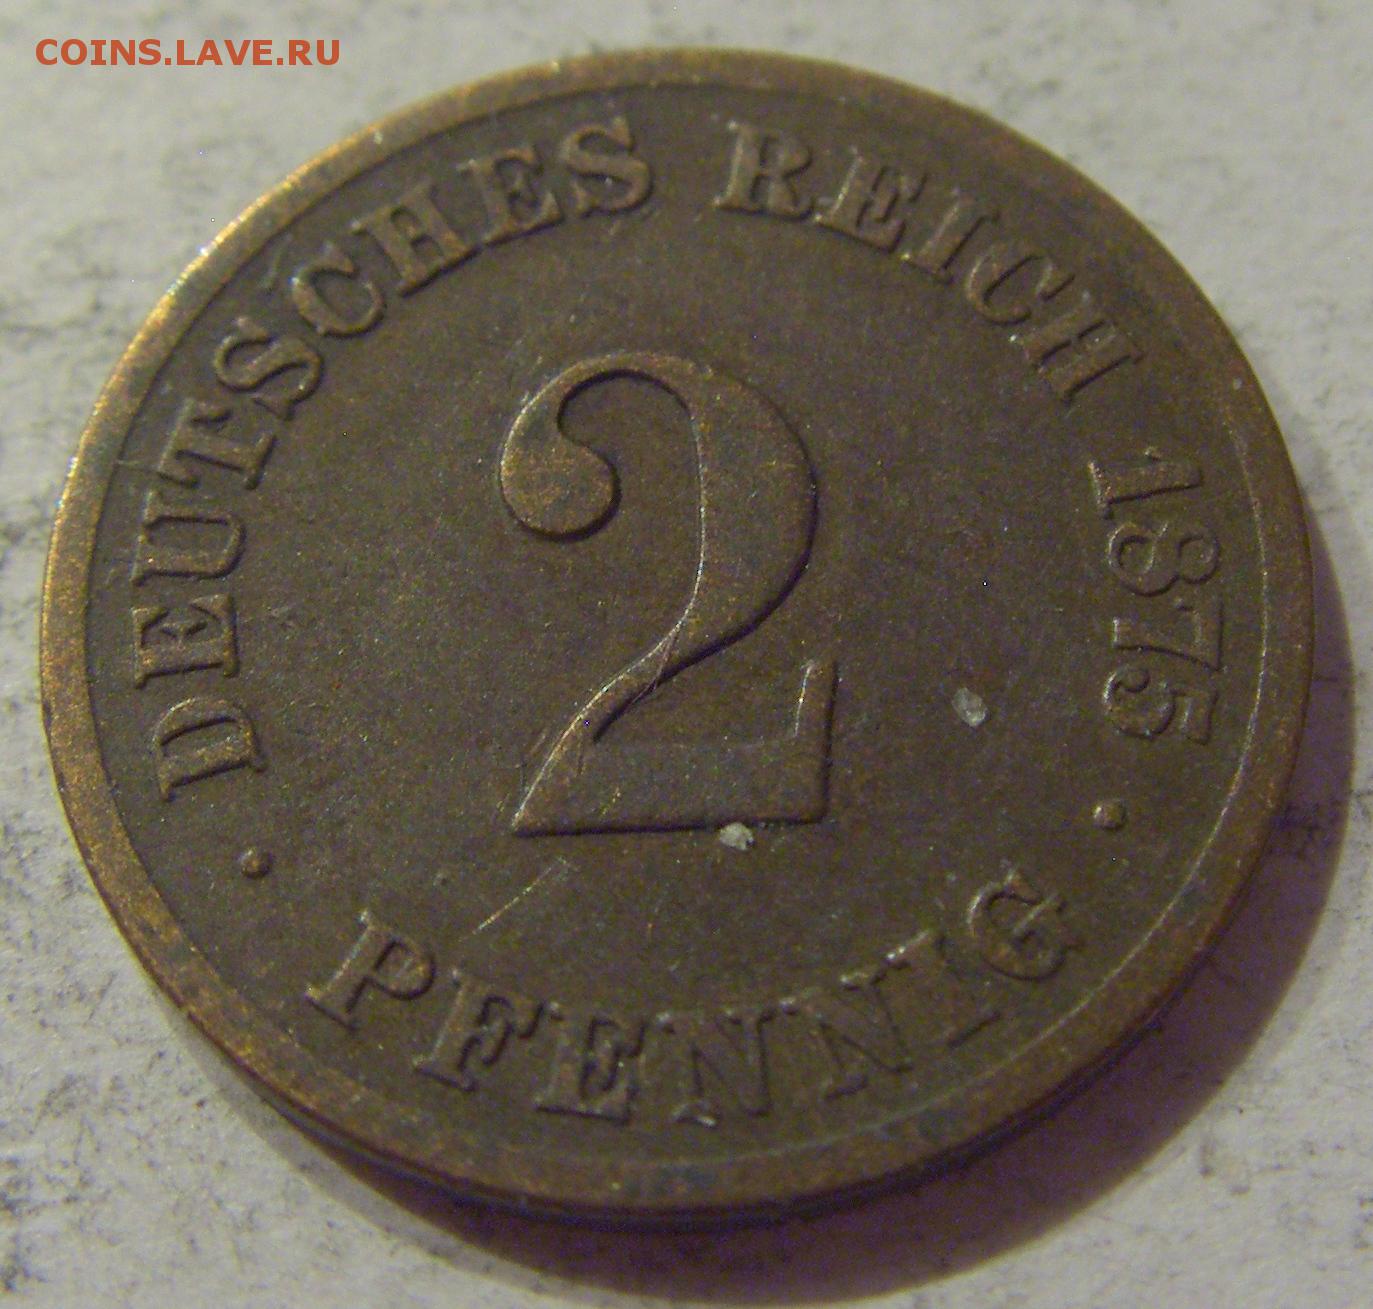 COINS.LAVE.RU
DEUTSCHES REICH 1875
2
· PFENNIG ·